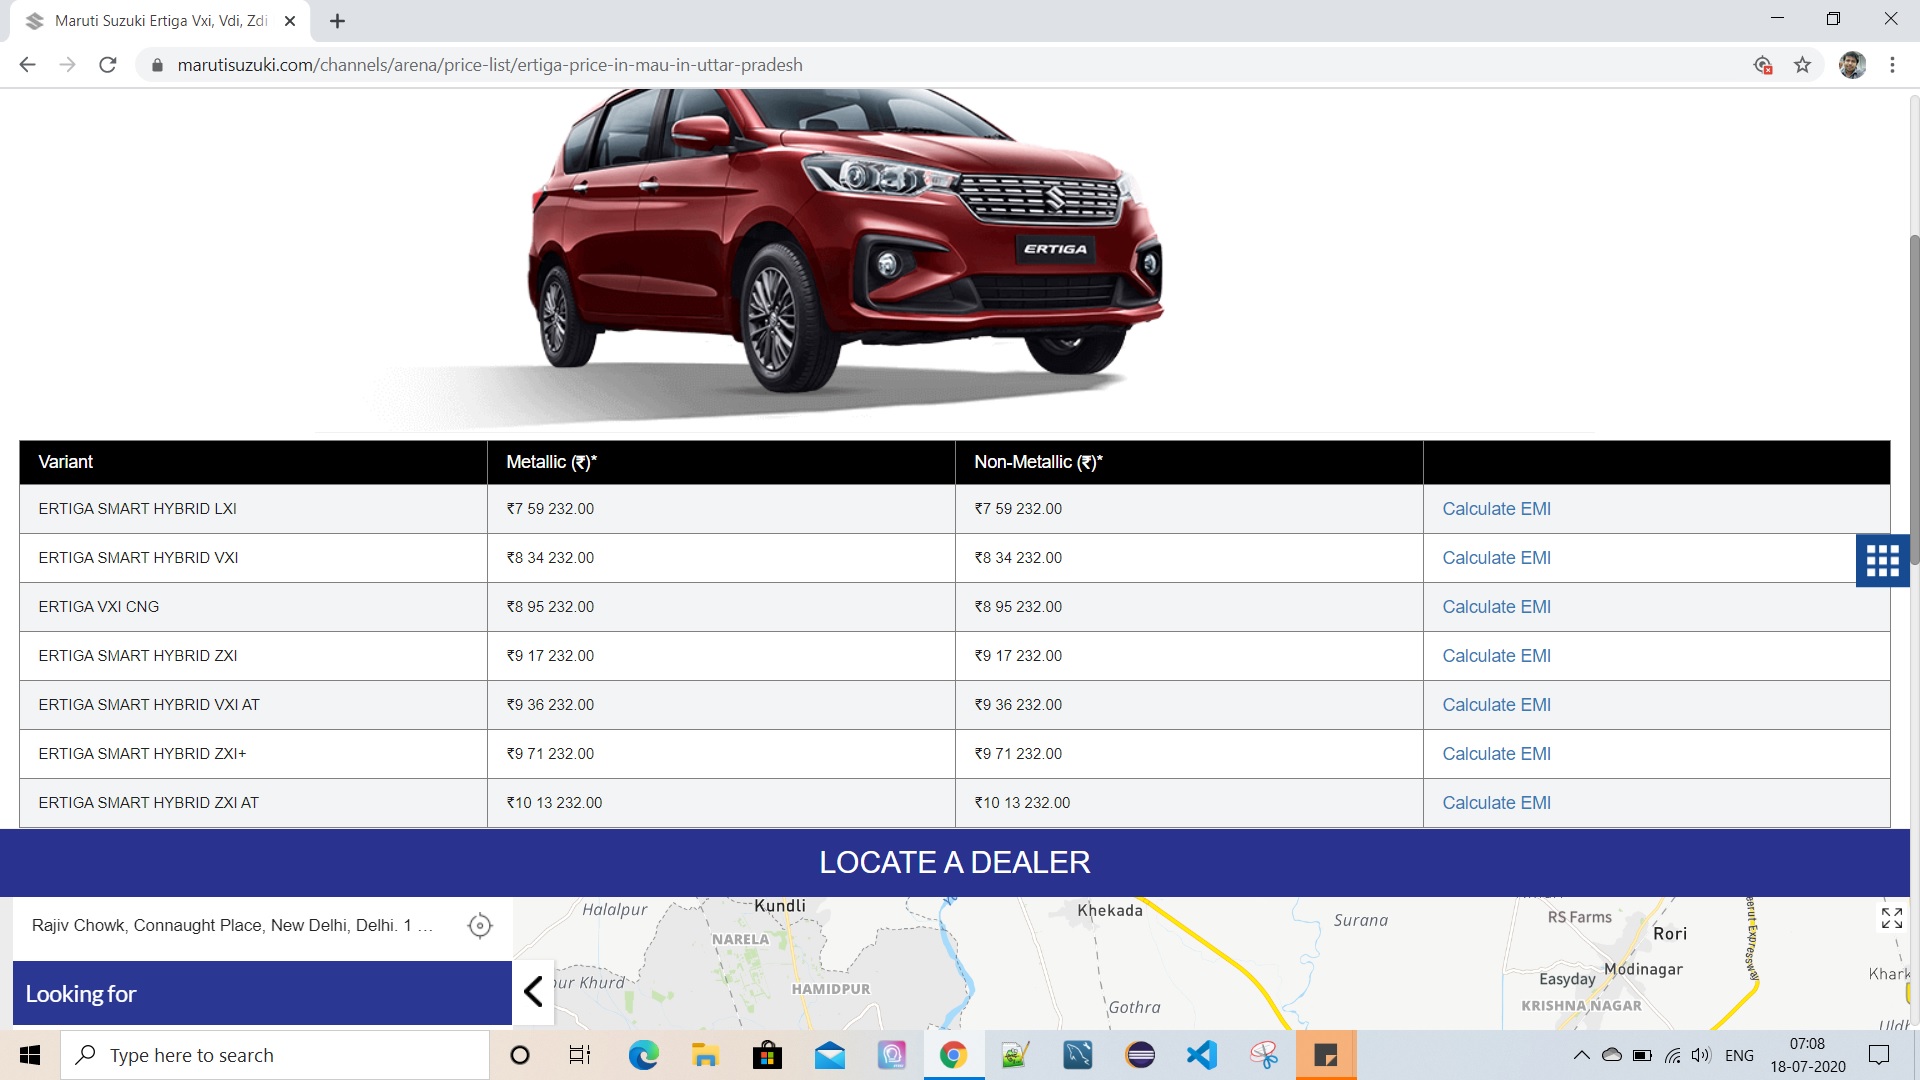 Maruti Suzuki Ertiga Vxi, Vdi, Zdi
marutisuzuki.com/channels/arena/price-list/ertiga-price-in-mau-in-uttar-pradesh
ERTIGA
Variant Metallic (₹)* Non-Metallic (₹)*
ERTIGA SMART HYBRID LXI ₹7 59 232.00 ₹7 59 232.00 Calculate EMI
ERTIGA SMART HYBRID VXI ₹8 34 232.00 ₹8 34 232.00 Calculate EMI
ERTIGA VXI CNG ₹8 95 232.00 ₹8 95 232.00 Calculate EMI
ERTIGA SMART HYBRID ZXI ₹9 17 232.00 ₹9 17 232.00 Calculate EMI
ERTIGA SMART HYBRID VXI AT ₹9 36 232.00 ₹9 36 232.00 Calculate EMI
ERTIGA SMART HYBRID ZXI+ ₹9 71 232.00 ₹9 71 232.00 Calculate EMI
ERTIGA SMART HYBRID ZXI AT ₹10 13 232.00 ₹10 13 232.00 Calculate EMI
LOCATE A DEALER
Rajiv Chowk, Connaught Place, New Delhi, Delhi. 1 ...
Looking for
Halalpur
Kundli
NARELA
ur Khurd
HAMIDPUR
Khekada
Surana
Gothra
RS Farms
Rori
Easyday
Modinagar
KRISHNA NAGAR
eerut Expressway
Khark
Type here to search
ENG
07:08
18-07-2020